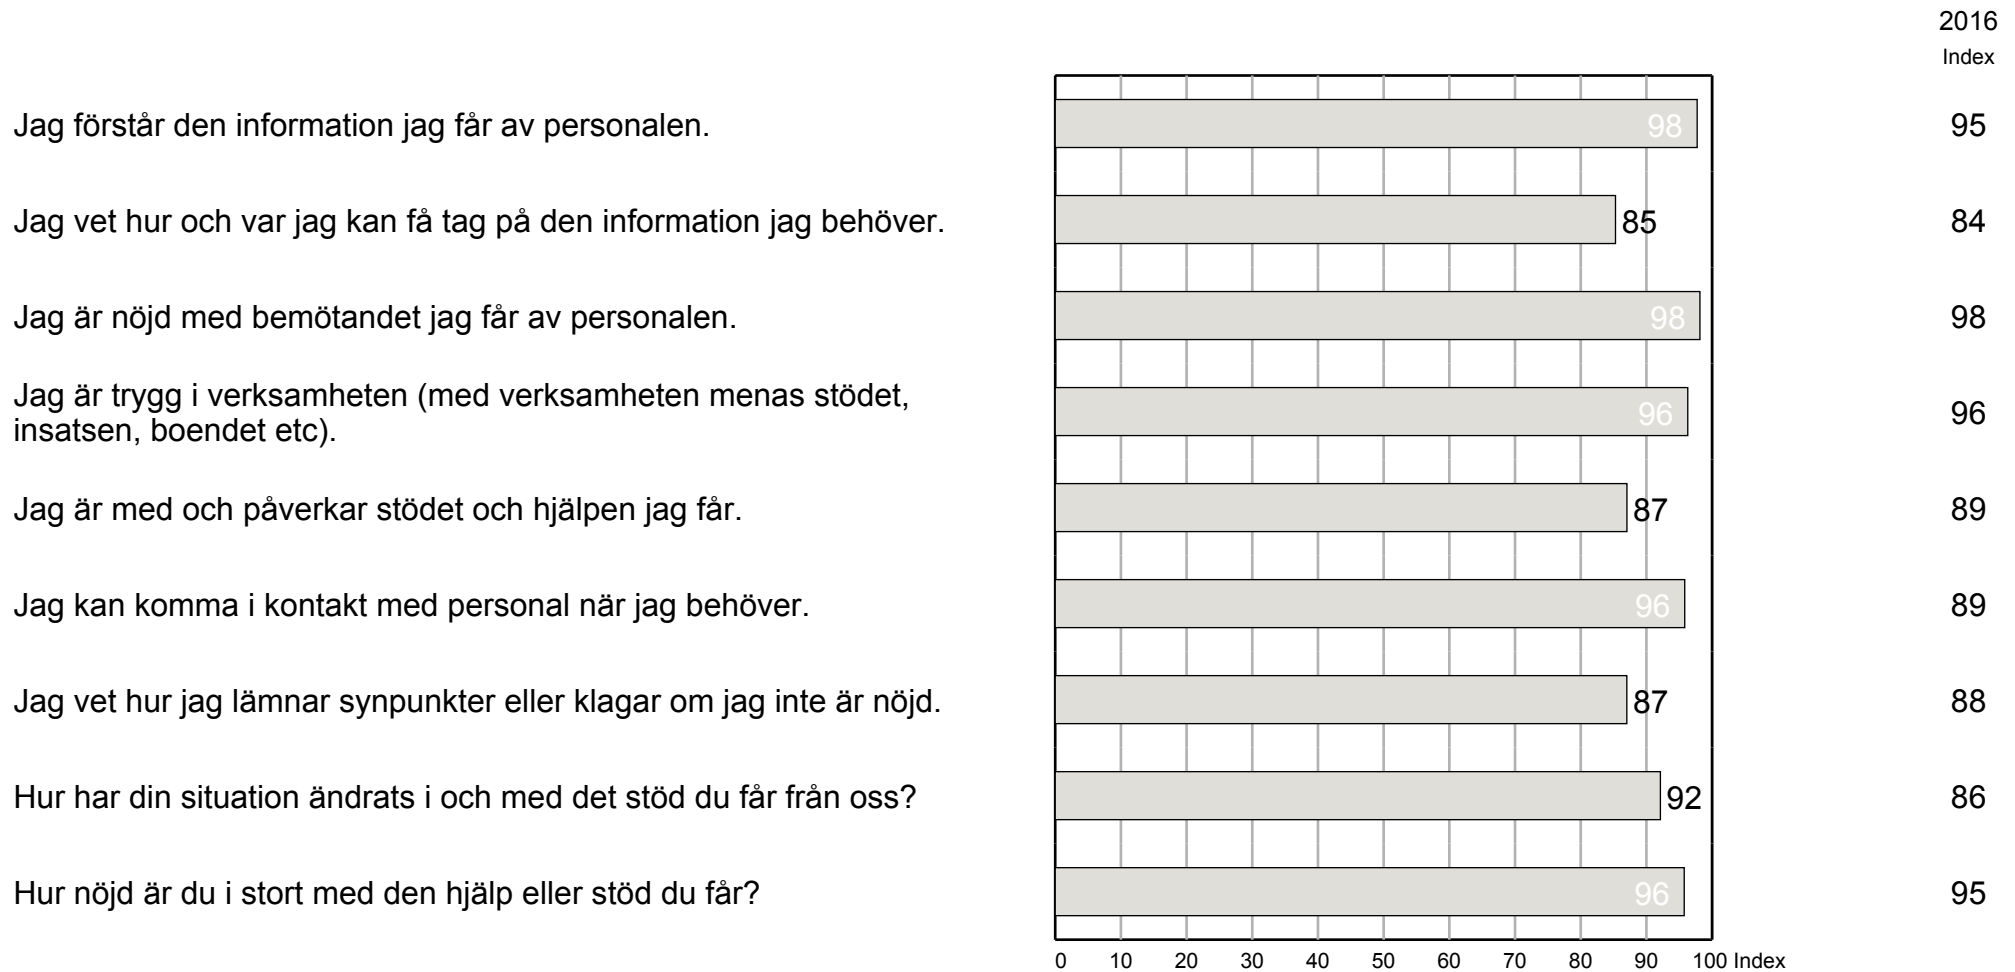 2016
Index
Jag förstår den information jag får av personalen. 98 95
Jag vet hur och var jag kan få tag på den information jag behöver. 85 84
Jag är nöjd med bemötandet jag får av personalen. 98 98
Jag är trygg i verksamheten (med verksamheten menas stödet,
insatsen, boendet etc). 96 96
Jag är med och påverkar stödet och hjälpen jag får. 87 89
Jag kan komma i kontakt med personal när jag behöver. 96 89
Jag vet hur jag lämnar synpunkter eller klagar om jag inte är nöjd. 87 88
Hur har din situation ändrats i och med det stöd du får från oss? 92 86
Hur nöjd är du i stort med den hjälp eller stöd du får? 96 95
0 10 20 30 40 50 60 70 80 90 100 Index